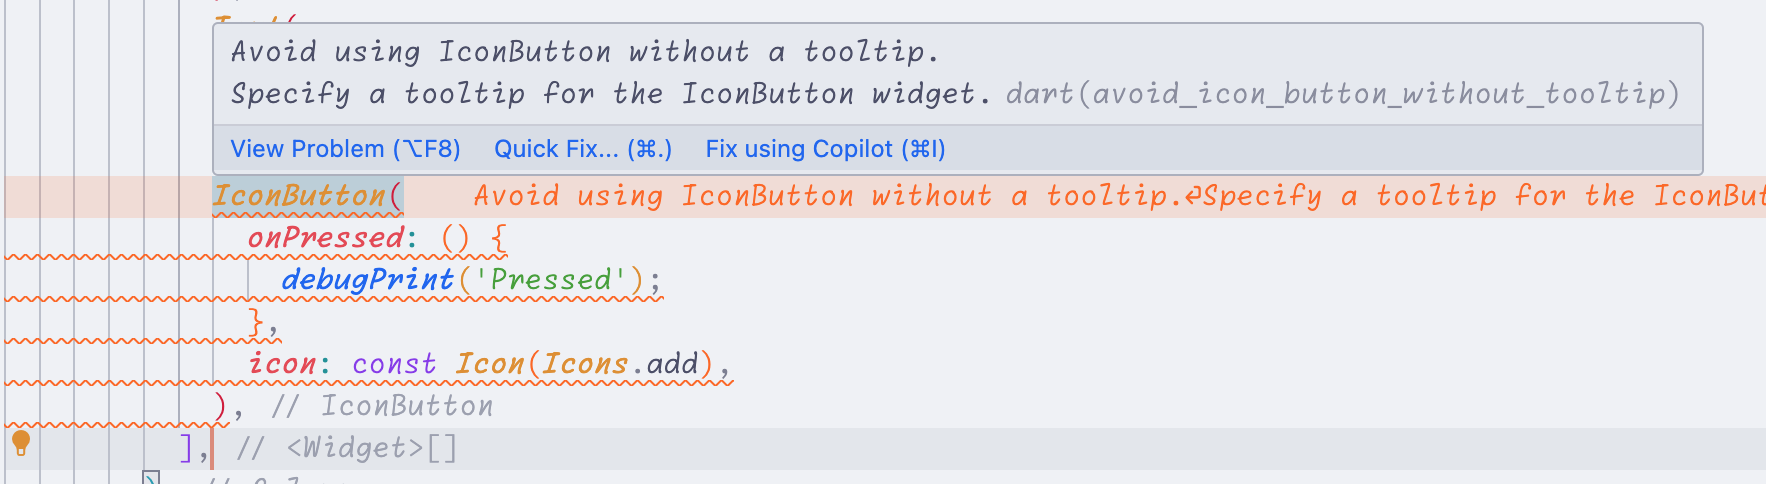 Avoid using IconButton without a tooltip.
Specify a tooltip for the IconButton widget. dart(avoid_icon_button_without_tooltip)
View Problem (⌥F8) Quick Fix... (⌘.) Fix using Copilot (⌘I)
IconButton( Avoid using IconButton without a tooltip.↩Specify a tooltip for the IconBut
onPressed: () {
debugPrint('Pressed');
},
icon: const Icon(Icons.add),
), // IconButton
], // <Widget>[]